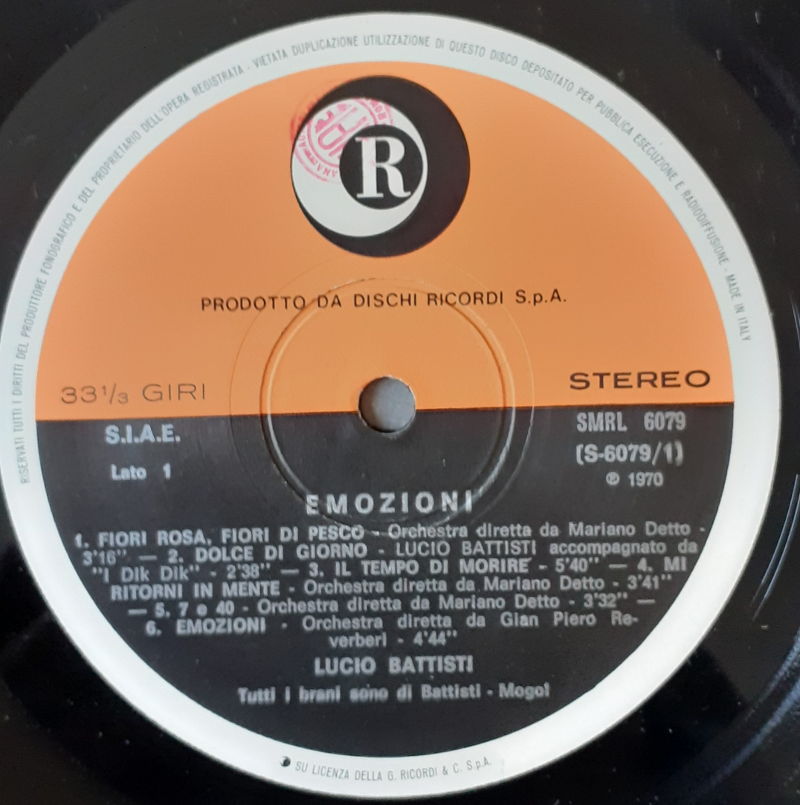 RISERVATI TUTTI I DIRITTI DEL PRODUTTORE FONOGRAFICO E DEL PROPRIETARIO DELL'OPERA REGISTRATA - VIETATA DUPLICAZIONE UTILIZZAZIONE DI QUESTO DISCO DEPOSITATO PER PUBBLICA ESECUZIONE E RADIODIFFUSIONE - MADE IN ITALY
R
PRODOTTO DA DISCHI RICORDI S.p.A.
33 1/3 GIRI
STEREO
S.I.A.E.
SMRL 6079
Lato 1
(S-6079/1)
℗ 1970
EMOZIONI
1. FIORI ROSA, FIORI DI PESCO - Orchestra diretta da Mariano Detto -
3'16" — 2. DOLCE DI GIORNO - LUCIO BATTISTI accompagnato da
"I Dik Dik" - 2'38" — 3. IL TEMPO DI MORIRE - 5'40" — 4. MI
RITORNI IN MENTE - Orchestra diretta da Mariano Detto - 3'41"
— 5. 7 e 40 - Orchestra diretta da Mariano Detto - 3'32" —
6. EMOZIONI - Orchestra diretta da Gian Piero Re-
verberi - 4'44"
LUCIO BATTISTI
Tutti i brani sono di Battisti - Mogol
SU LICENZA DELLA G. RICORDI & C. S.p.A.